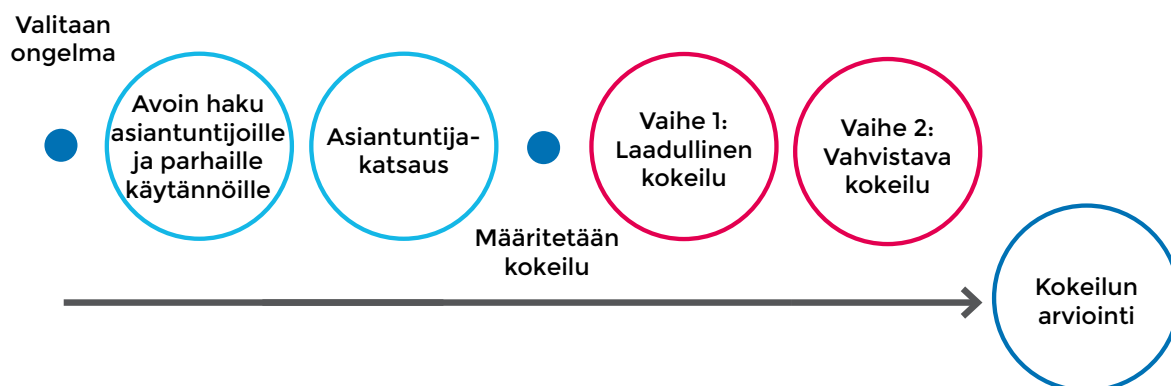 Valitaan
ongelma
Avoin haku
asiantuntijoille
ja parhaille
käytännöille
Asiantuntija-
katsaus
Määritetään
kokeilu
Vaihe 1:
Laadullinen
kokeilu
Vaihe 2:
Vahvistava
kokeilu
Kokeilun
arviointi